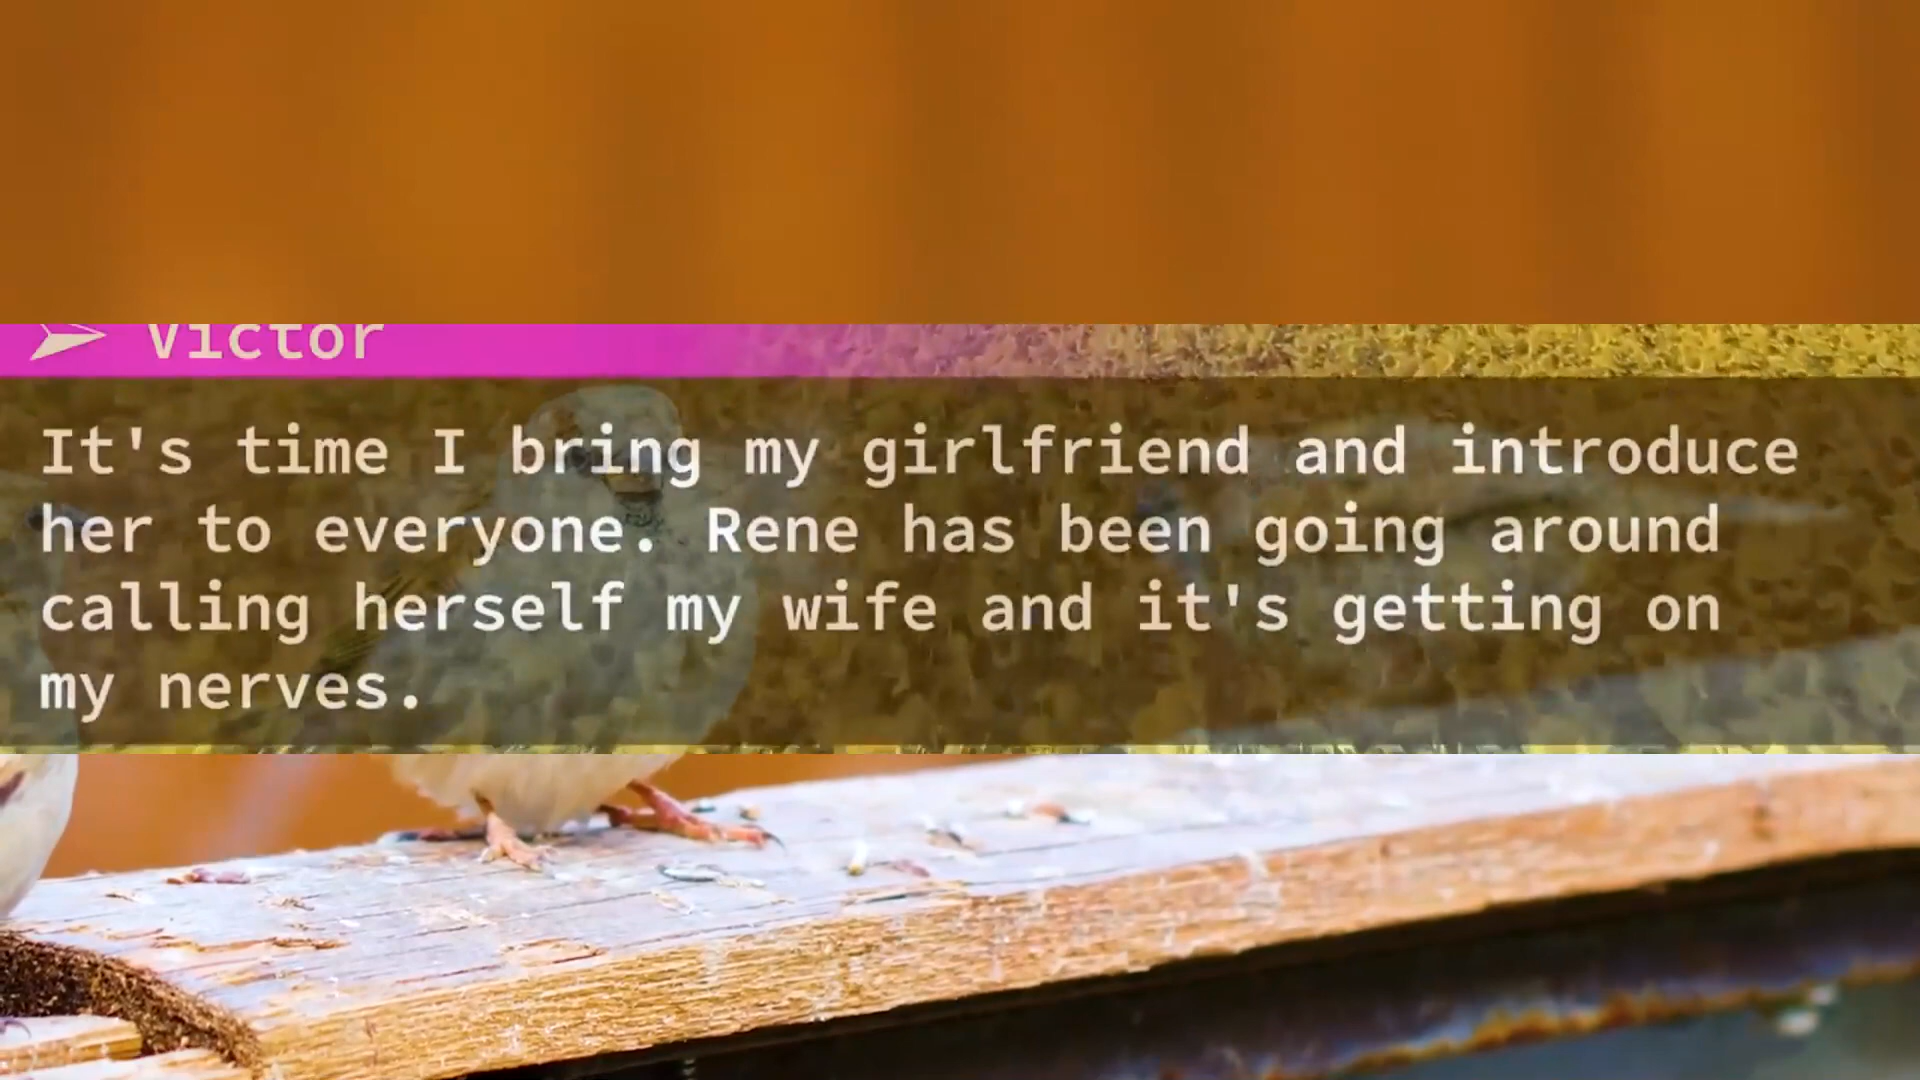 Victor
It's time I bring my girlfriend and introduce
her to everyone. Rene has been going around
calling herself my wife and it's getting on
my nerves.